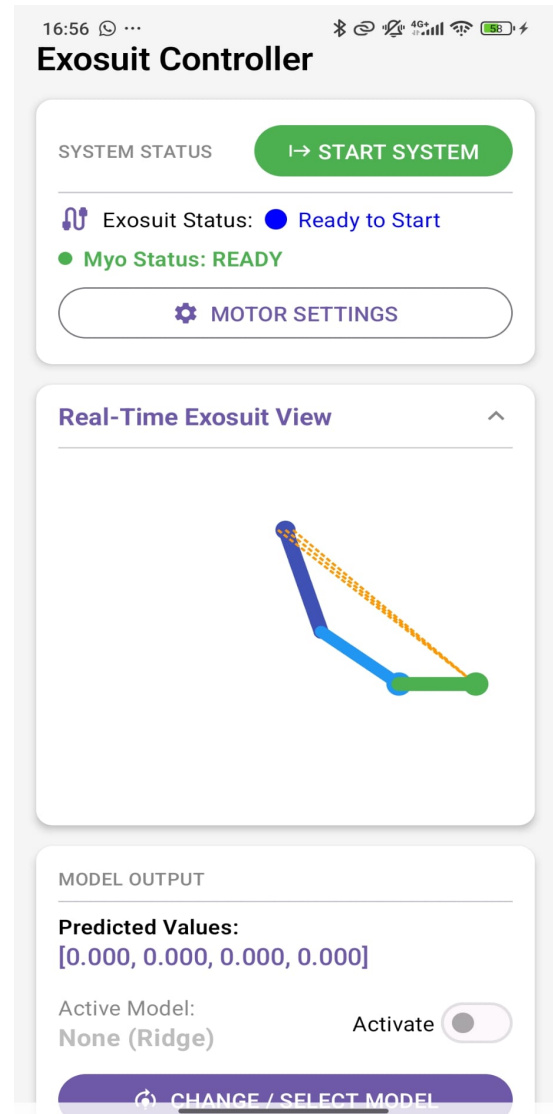 16:56
4G+
58
Exosuit Controller
SYSTEM STATUS
START SYSTEM
Exosuit Status: Ready to Start
Myo Status: READY
MOTOR SETTINGS
Real-Time Exosuit View
MODEL OUTPUT
Predicted Values:
[0.000, 0.000, 0.000, 0.000]
Active Model:
None (Ridge)
Activate
CHANGE / SELECT MODEL